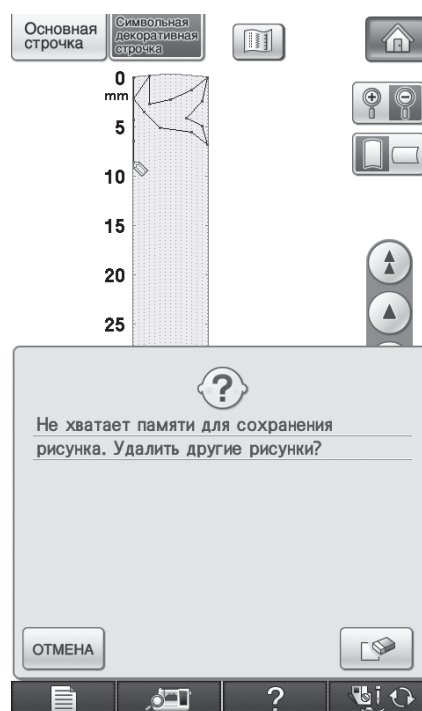 Основная
строчка
Символьная
декоративная
строчка
0
mm
5
10
15
20
25
?
Не хватает памяти для сохранения
рисунка. Удалить другие рисунки?
ОТМЕНА
?